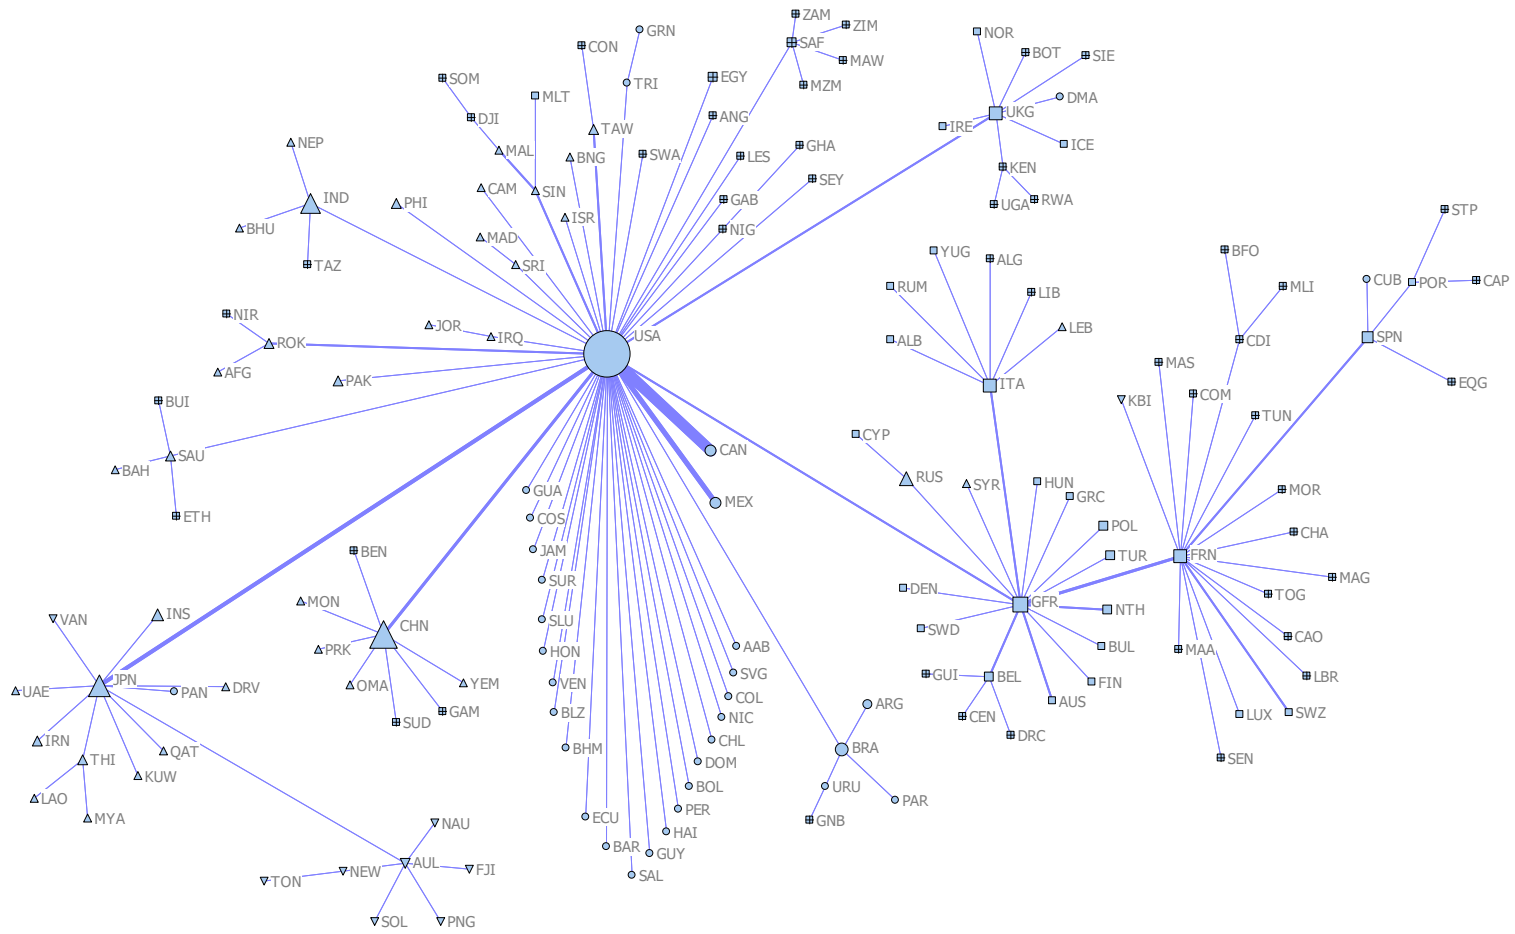 ZAM
ZIM
GRN
NOR
SAF
CON
BOT
SIE
MAW
EGY
SOM
TRI
MZM
MLT
DMA
UKG
ANG
DJI
IRE
TAW
NEP
ICE
GHA
MAL
BNG
SWA
LES
KEN
SEY
CAM
SIN
IND
PHI
GAB
RWA
UGA
STP
ISR
BHU
NIG
MAD
YUG
BFO
ALG
TAZ
SRI
CUB
POR
CAP
RUM
LIB
MLI
NIR
JOR
LEB
IRQ
USA
SPN
ROK
ALB
CDI
MAS
AFG
PAK
EQG
ITA
COM
BUI
KBI
TUN
CYP
CAN
SAU
BAH
RUS
HUN
SYR
GUA
MOR
GRC
MEX
ETH
COS
POL
CHA
BEN
JAM
TUR
FRN
MAG
SUR
DEN
TOG
MON
GFR
NTH
VAN
INS
SLU
CHN
SWD
CAO
AAB
BUL
MAA
PRK
HON
SVG
GUI
BEL
LBR
JPN
VEN
YEM
FIN
OMA
DRV
UAE
PAN
COL
AUS
ARG
GAM
BLZ
SWZ
LUX
NIC
CEN
SUD
DRC
IRN
CHL
BHM
BRA
QAT
SEN
THI
DOM
KUW
BOL
URU
LAO
PAR
PER
MYA
ECU
GNB
NAU
HAI
BAR
GUY
AUL
FJI
NEW
SAL
TON
SOL
PNG